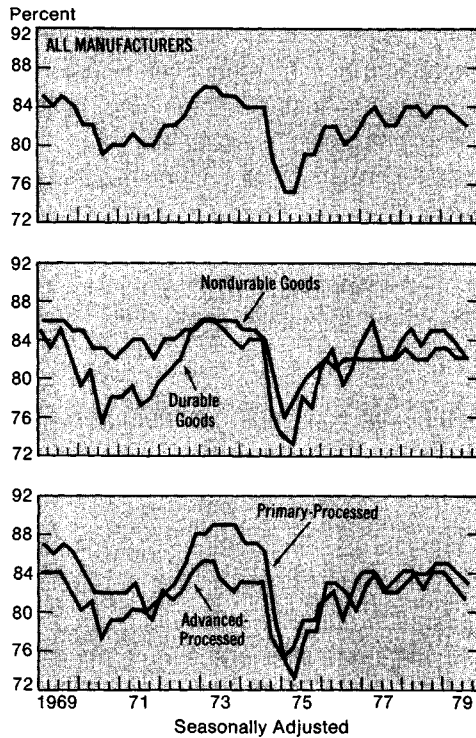 Percent
92
ALL MANUFACTURERS
88
84
80
76
72
92
Nondurable Goods
88
84
80
Durable
Goods
76
72
92
Primary-Processed
88
84
80
Advanced-
Processed
76
72
1969 71 73 75 77 79
Seasonally Adjusted